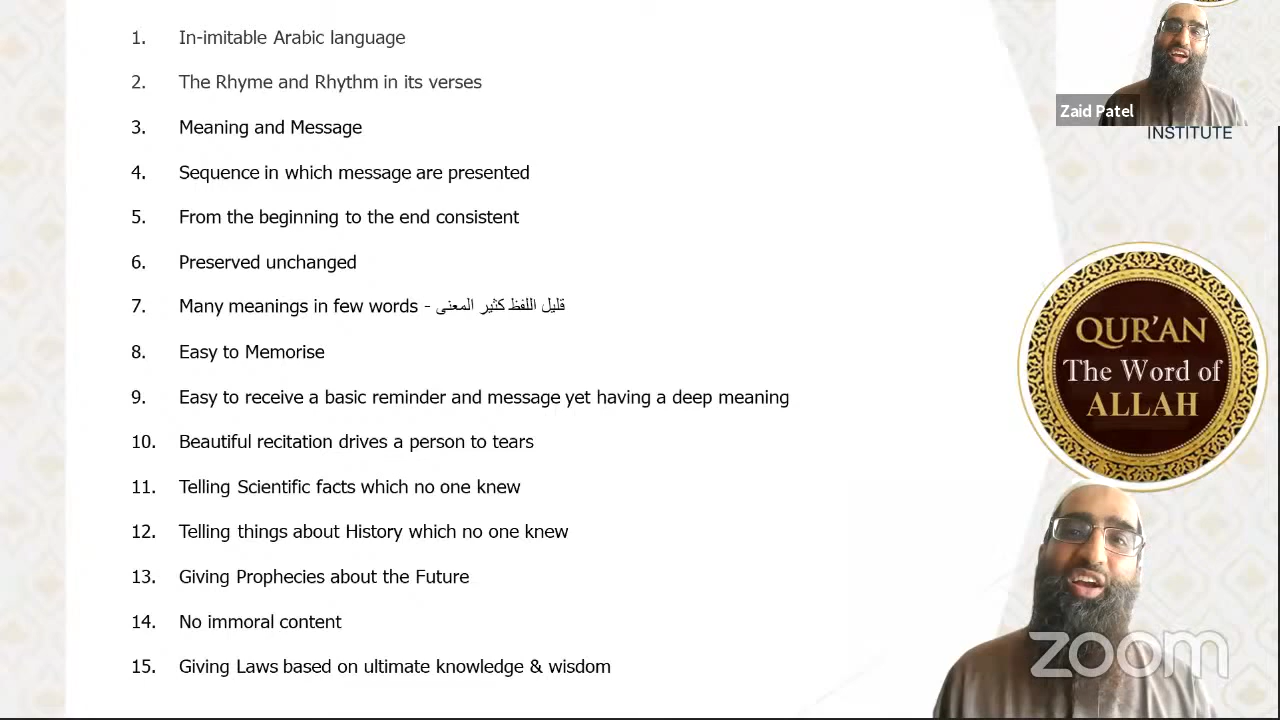 1. In-imitable Arabic language
2. The Rhyme and Rhythm in its verses
3. Meaning and Message
4. Sequence in which message are presented
5. From the beginning to the end consistent
6. Preserved unchanged
7. Many meanings in few words - قليل اللفظ كثير المعنى
8. Easy to Memorise
9. Easy to receive a basic reminder and message yet having a deep meaning
10. Beautiful recitation drives a person to tears
11. Telling Scientific facts which no one knew
12. Telling things about History which no one knew
13. Giving Prophecies about the Future
14. No immoral content
15. Giving Laws based on ultimate knowledge & wisdom
Zaid Patel
INSTITUTE
QUR'AN
The Word of
ALLAH
zoom